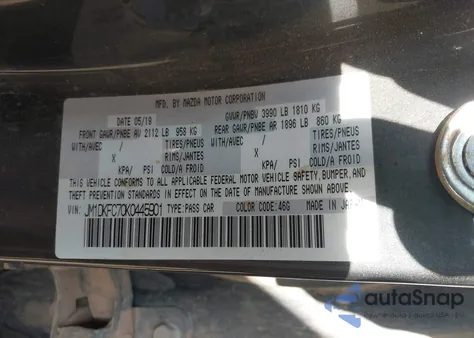 MFD. BY MAZDA MOTOR CORPORATION
DATE 05/19 GVWR/PNBV 3990 LB 1810 KG
FRONT GAWR/PNBE AV 2112 LB 958 KG REAR GAWR/PNBE AR 1896 LB 860 KG
WITH/AVEC / TIRES/PNEUS WITH/AVEC / TIRES/PNEUS
X RIMS/JANTES X RIMS/JANTES
KPA/ PSI COLD/A FROID KPA/ PSI COLD/A FROID
THIS VEHICLE CONFORMS TO ALL APPLICABLE FEDERAL MOTOR VEHICLE SAFETY, BUMPER, AND
THEFT PREVENTION STANDARDS IN EFFECT ON THE DATE OF MANUFACTURE SHOWN ABOVE.
VIN: JM1DKFC70K0445901 TYPE:PASS CAR COLOR CODE:46G MADE IN JAPAN
autoSnap